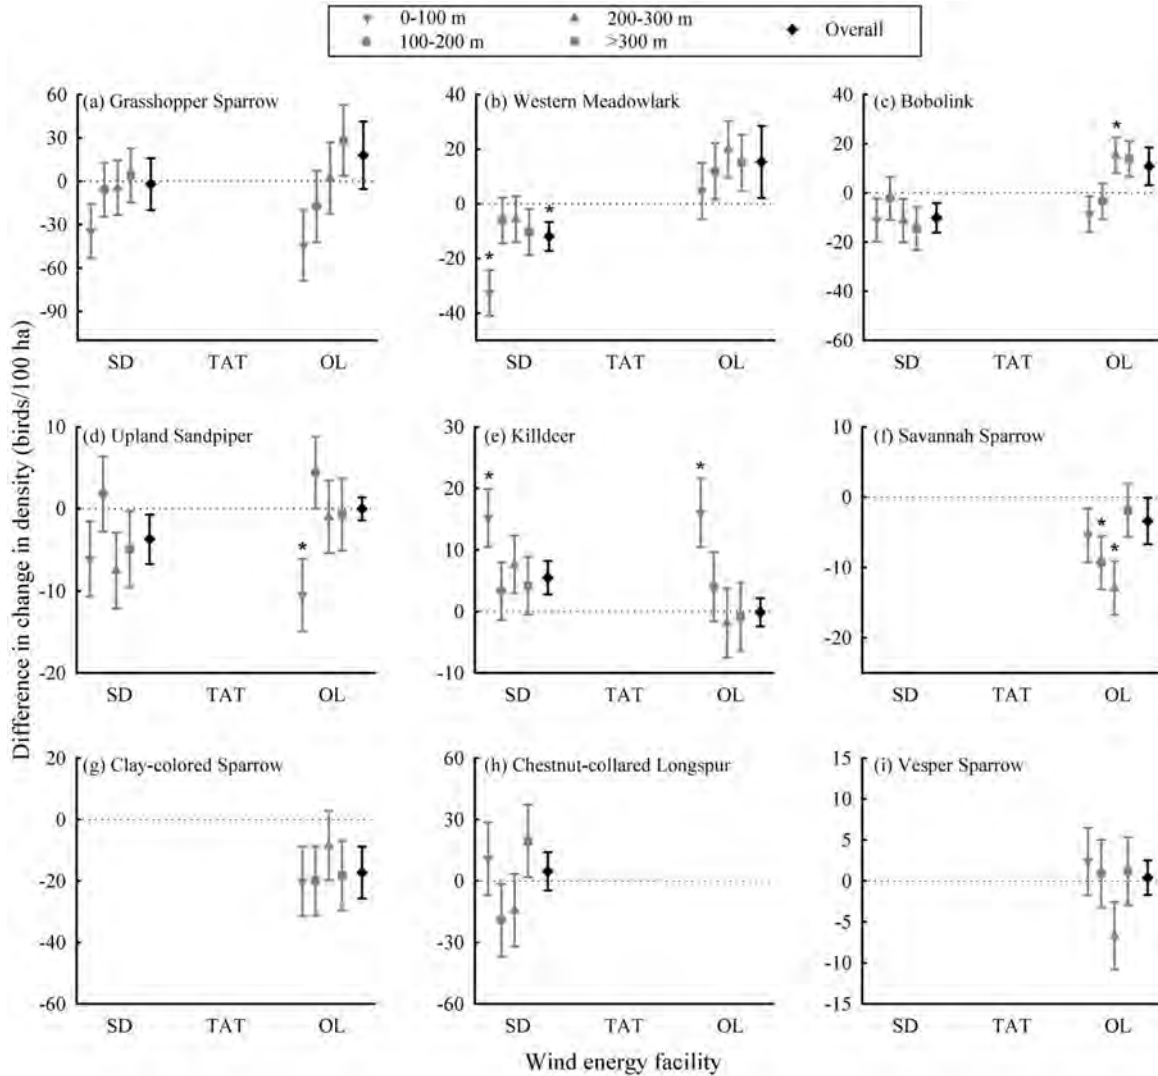 0-100 m
200-300 m
Overall
100-200 m
>300 m
Difference in change in density (birds/100 ha)
(a) Grasshopper Sparrow
60
30
0
-30
-60
-90
SD TAT OL
(b) Western Meadowlark
40
20
0
-20
-40
*
*
SD TAT OL
(c) Bobolink
40
20
0
-20
-40
-60
*
SD TAT OL
(d) Upland Sandpiper
10
0
-10
-20
*
SD TAT OL
(e) Killdeer
30
20
10
0
-10
*
*
SD TAT OL
(f) Savannah Sparrow
10
0
-10
-20
*
*
SD TAT OL
(g) Clay-colored Sparrow
20
0
-20
-40
-60
SD TAT OL
(h) Chestnut-collared Longspur
60
30
0
-30
-60
SD TAT OL
(i) Vesper Sparrow
15
10
5
0
-5
-10
-15
SD TAT OL
Wind energy facility